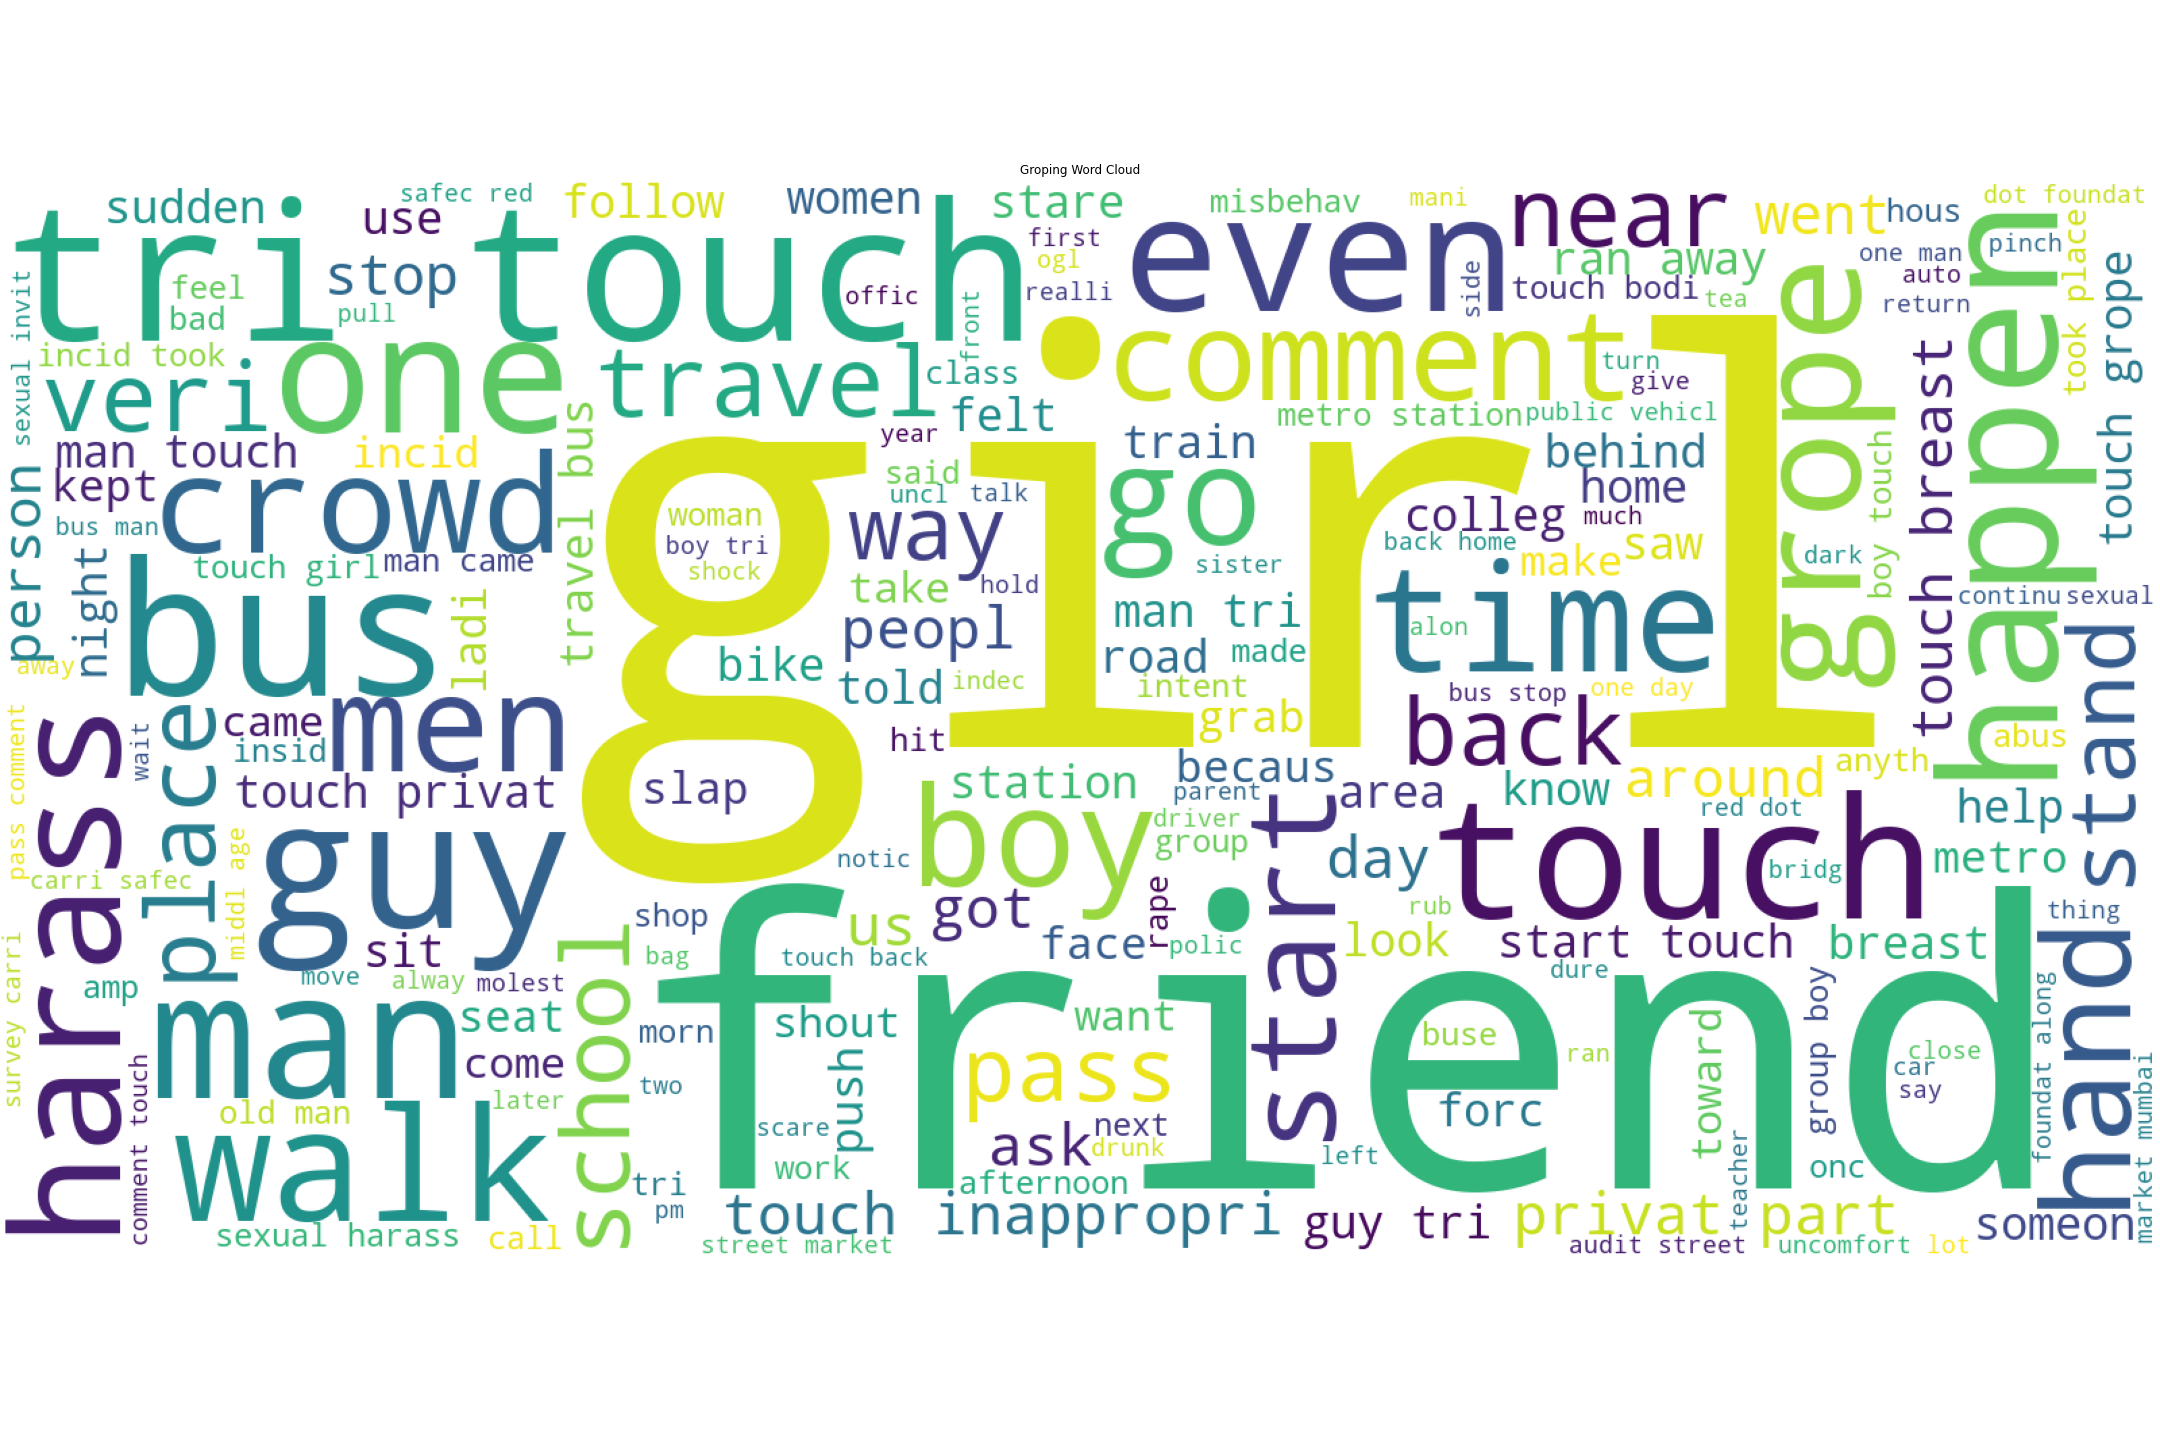 Groping Word Cloud
safec red
sudden
use
follow
women
stare
misbehav
mani
near
went
hous
dot foundat
tri touch
even
first
ogl
realli
ran away
one man
pinch
stop
feel
bad
pull
offic
front
side
touch bodi
tea
auto
return
took place
happen
touch grope
sexual invit
incid took
veri
one
travel
class
felt
comment
turn
give
grope
touch breast
metro station
public vehicl
man touch
incid
kept
crowd
travel bus
year
said
uncl
talk
train
behind
home
boy touch
person
bus man
night
touch girl
man came
woman
boy tri
shock
girl
way
go
colleg
much
back home
saw
make
dark
take
hold
sister
continu
sexual
bus
ladi
peopl
man tri
time
alon
away
bike
road
made
told
indec
intent
bus stop
one day
stand
harass
place
came
men
insid
wait
hit
grab
back
abus
pass comment
touch privat
slap
station
becaus
parent
area
know
around
anyth
red dot
help
middl age
guy
notic
boy
driver
group
start
day
touch
bridg
metro
carri safec
shop
us
got
rape
face
polic
rub
look
start touch
breast
thing
survey carri
amp
sit
move
alway
molest
school
bag
touch back
friend
dure
hand
man
seat
come
morn
shout
want
buse
ran
toward
group boy
close
car
say
foundat along
comment touch
old man
later
two
push
pass
forc
walk
scare
work
ask
next
drunk
left
onc
teacher
market mumbai
tri
pm
afternoon
sexual harass
call
touch inappropri
street market
guy tri
privat part
someon
audit street
uncomfort
lot